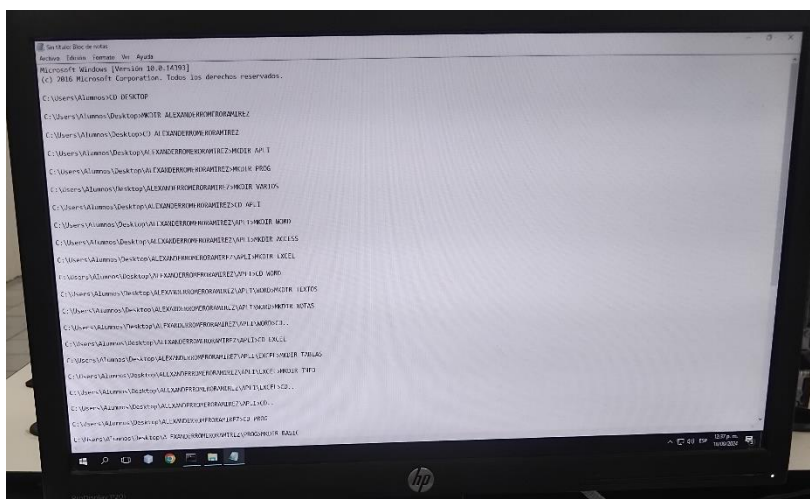 Sin título: Bloc de notas
Archivo Edición Formato Ver Ayuda
Microsoft Windows [Versión 10.0.14393]
(c) 2016 Microsoft Corporation. Todos los derechos reservados.
C:\Users\Alumnos>CD DESKTOP
C:\Users\Alumnos\Desktop>MKDIR ALEXANDERROMERORAMIREZ
C:\Users\Alumnos\Desktop>CD ALEXANDERROMERORAMIREZ
C:\Users\Alumnos\Desktop\ALEXANDERROMERORAMIREZ>MKDIR APLI
C:\Users\Alumnos\Desktop\ALEXANDERROMERORAMIREZ>MKDIR PROG
C:\Users\Alumnos\Desktop\ALEXANDERROMERORAMIREZ>MKDIR VARIOS
C:\Users\Alumnos\Desktop\ALEXANDERROMERORAMIREZ>CD APLI
C:\Users\Alumnos\Desktop\ALEXANDERROMERORAMIREZ\APLI>MKDIR WORD
C:\Users\Alumnos\Desktop\ALEXANDERROMERORAMIREZ\APLI>MKDIR ACCESS
C:\Users\Alumnos\Desktop\ALEXANDERROMERORAMIREZ\APLI>MKDIR EXCEL
C:\Users\Alumnos\Desktop\ALEXANDERROMERORAMIREZ\APLI>CD WORD
C:\Users\Alumnos\Desktop\ALEXANDERROMERORAMIREZ\APLI\WORD>MKDIR TEXTOS
C:\Users\Alumnos\Desktop\ALEXANDERROMERORAMIREZ\APLI\WORD>MKDIR NOTAS
C:\Users\Alumnos\Desktop\ALEXANDERROMERORAMIREZ\APLI\WORD>CD..
C:\Users\Alumnos\Desktop\ALEXANDERROMERORAMIREZ\APLI>CD EXCEL
C:\Users\Alumnos\Desktop\ALEXANDERROMERORAMIREZ\APLI\EXCEL>MKDIR TABLAS
C:\Users\Alumnos\Desktop\ALEXANDERROMERORAMIREZ\APLI\EXCEL>MKDIR INFO
C:\Users\Alumnos\Desktop\ALEXANDERROMERORAMIREZ\APLI\EXCEL>CD..
C:\Users\Alumnos\Desktop\ALEXANDERROMERORAMIREZ\APLI>CD..
C:\Users\Alumnos\Desktop\ALEXANDERROMERORAMIREZ>CD PROG
C:\Users\Alumnos\Desktop\ALEXANDERROMERORAMIREZ\PROG>MKDIR BASIC
ESP
12:37 p. m.
hp